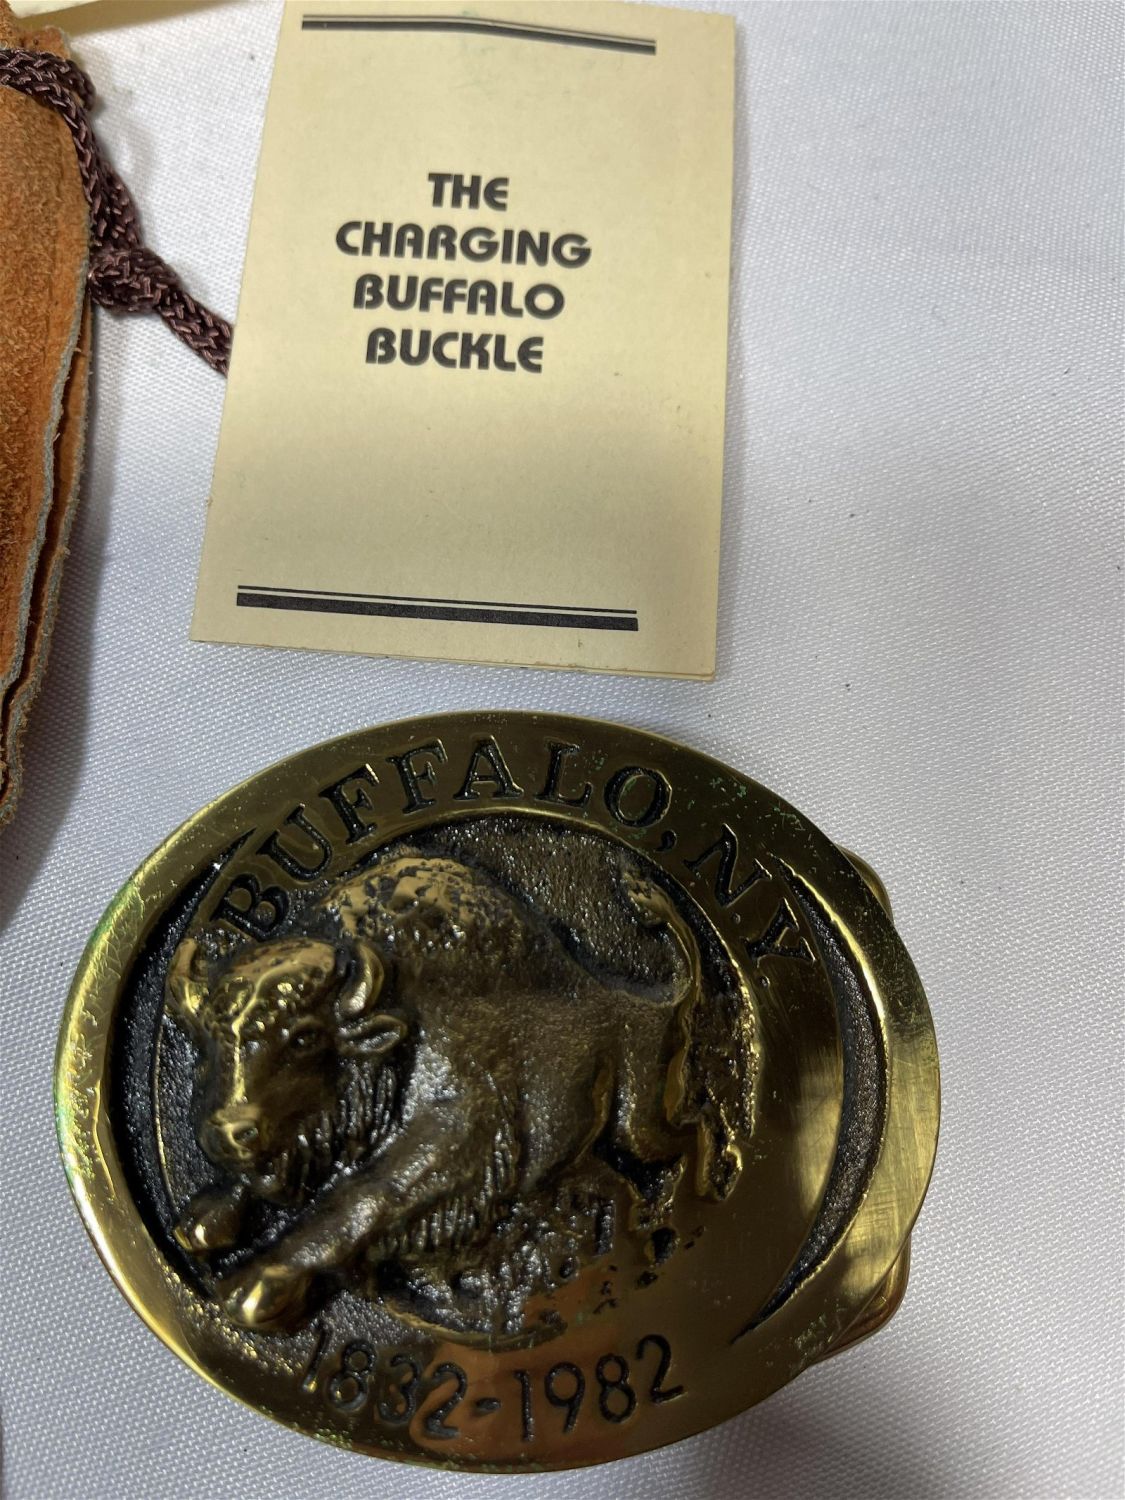 THE
CHARGING
BUFFALO
BUCKLE
BUFFALO, N.Y.
1832-1982